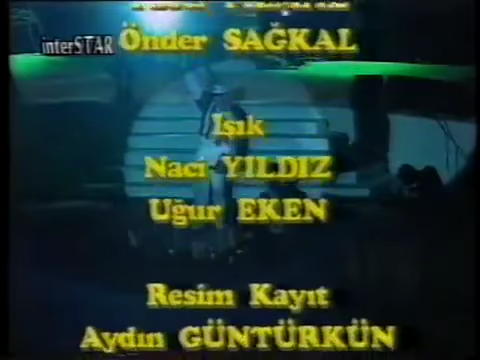 interSTAR
Önder SAĞKAL
Işık
Naci YILDIZ
Uğur EKEN
Resim Kayıt
Aydın GÜNTÜRKÜN